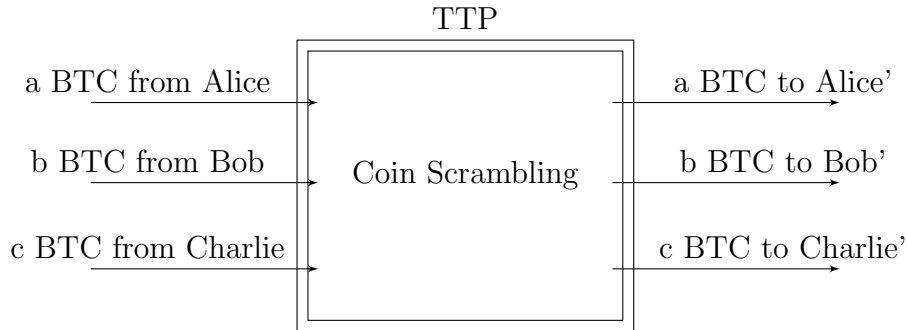 TTP
a BTC from Alice
a BTC to Alice'
b BTC from Bob
Coin Scrambling
b BTC to Bob'
c BTC from Charlie
c BTC to Charlie'